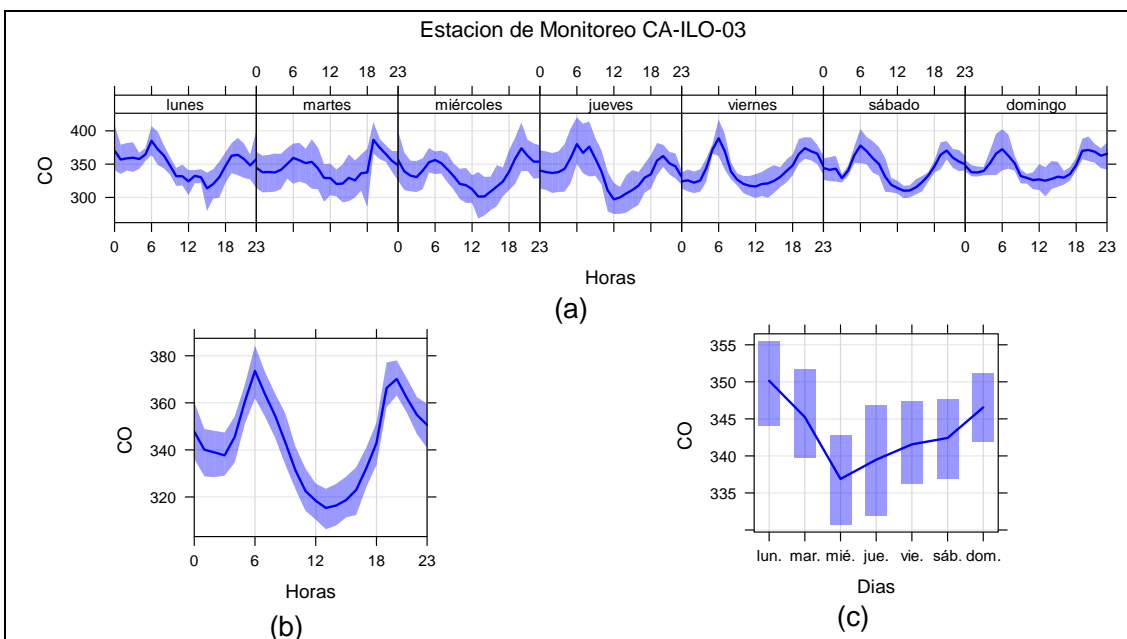 Estacion de Monitoreo CA-ILO-03
0 6 12 18 23 0 6 12 18 23 0 6 12 18 23
lunes martes miércoles jueves viernes sábado domingo
CO
400
350
300
0 6 12 18 23 0 6 12 18 23 0 6 12 18 23 0 6 12 18 23
Horas
(a)
CO
380
360
340
320
0 6 12 18 23
Horas
(b)
CO
355
350
345
340
335
lun. mar. mié. jue. vie. sáb. dom.
Dias
(c)